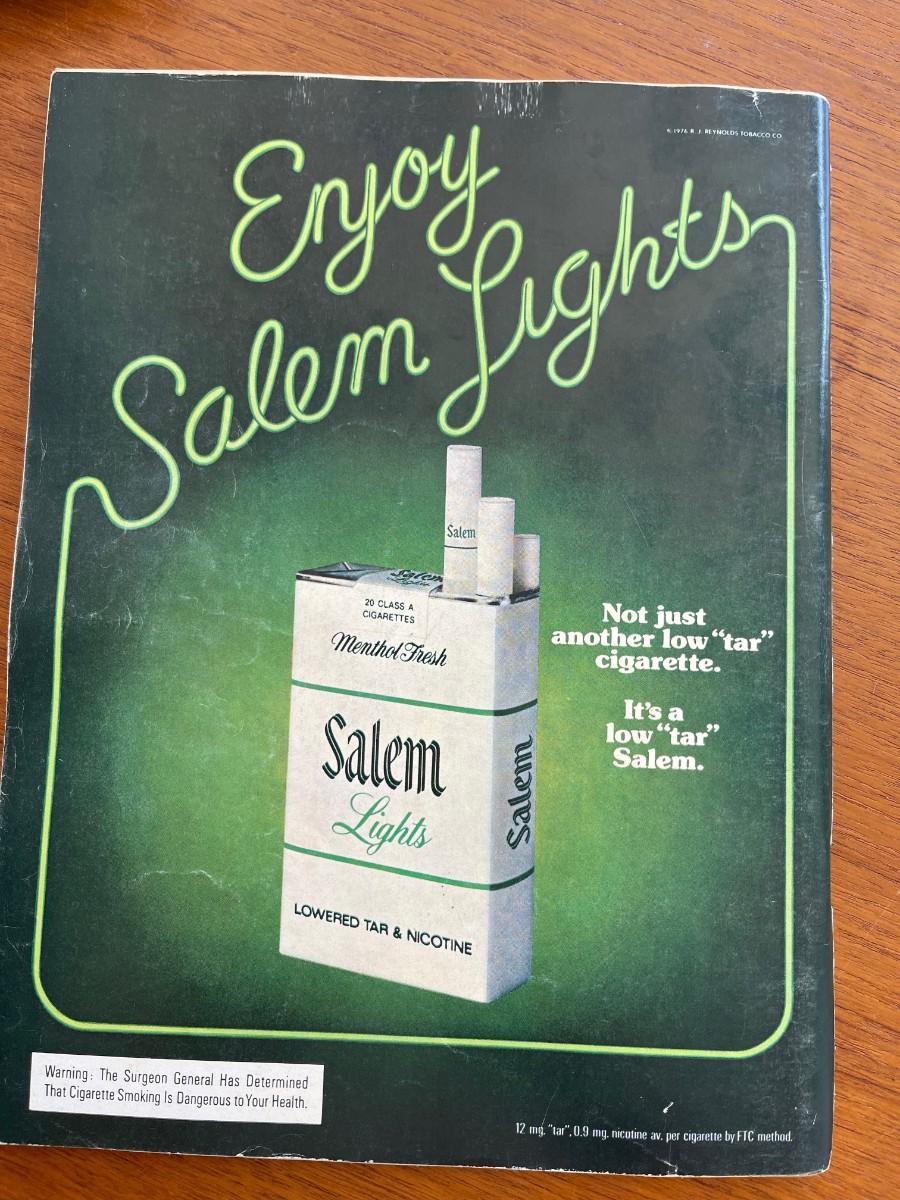 © 1976 R. J. REYNOLDS TOBACCO CO.
Enjoy
Salem Lights
Salem
Salem
Lights
20 CLASS A
CIGARETTES
Menthol Fresh
Salem
Lights
Salem
LOWERED TAR & NICOTINE
Not just
another low “tar”
cigarette.
It's a
low “tar”
Salem.
Warning: The Surgeon General Has Determined
That Cigarette Smoking Is Dangerous to Your Health.
12 mg. “tar”, 0.9 mg. nicotine av. per cigarette by FTC method.